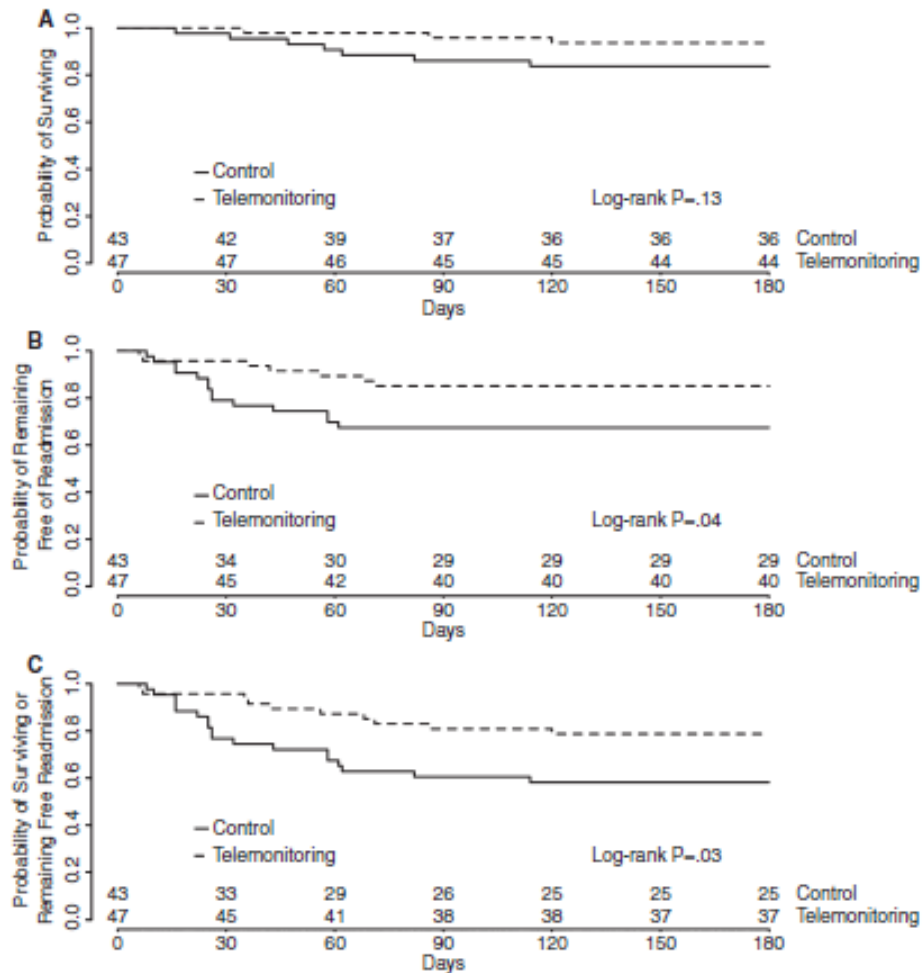 A
Probability of Surviving
1.0
0.8
0.6
0.4
0.2
0.0
Control
Telemonitoring
Log-rank P=.13
43 42 39 37 36 36 36 Control
47 47 46 45 45 44 44 Telemonitoring
0 30 60 90 120 150 180
Days
B
Probability of Remaining
Free of Readmission
1.0
0.8
0.6
0.4
0.2
0.0
Control
Telemonitoring
Log-rank P=.04
43 34 30 29 29 29 29 Control
47 45 42 40 40 40 40 Telemonitoring
0 30 60 90 120 150 180
Days
C
Probability of Surviving or
Remaining Free Readmission
1.0
0.8
0.6
0.4
0.2
0.0
Control
Telemonitoring
Log-rank P=.03
43 33 29 26 25 25 25 Control
47 45 41 38 38 37 37 Telemonitoring
0 30 60 90 120 150 180
Days